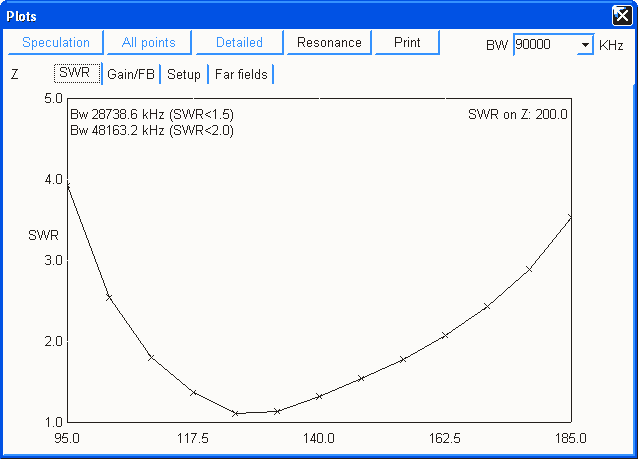 Plots
Speculation All points Detailed Resonance Print BW 90000 KHz
Z SWR Gain/FB Setup Far fields
5.0
Bw 28738.6 kHz (SWR<1.5) SWR on Z: 200.0
Bw 48163.2 kHz (SWR<2.0)
4.0
SWR
3.0
2.0
1.0
95.0 117.5 140.0 162.5 185.0